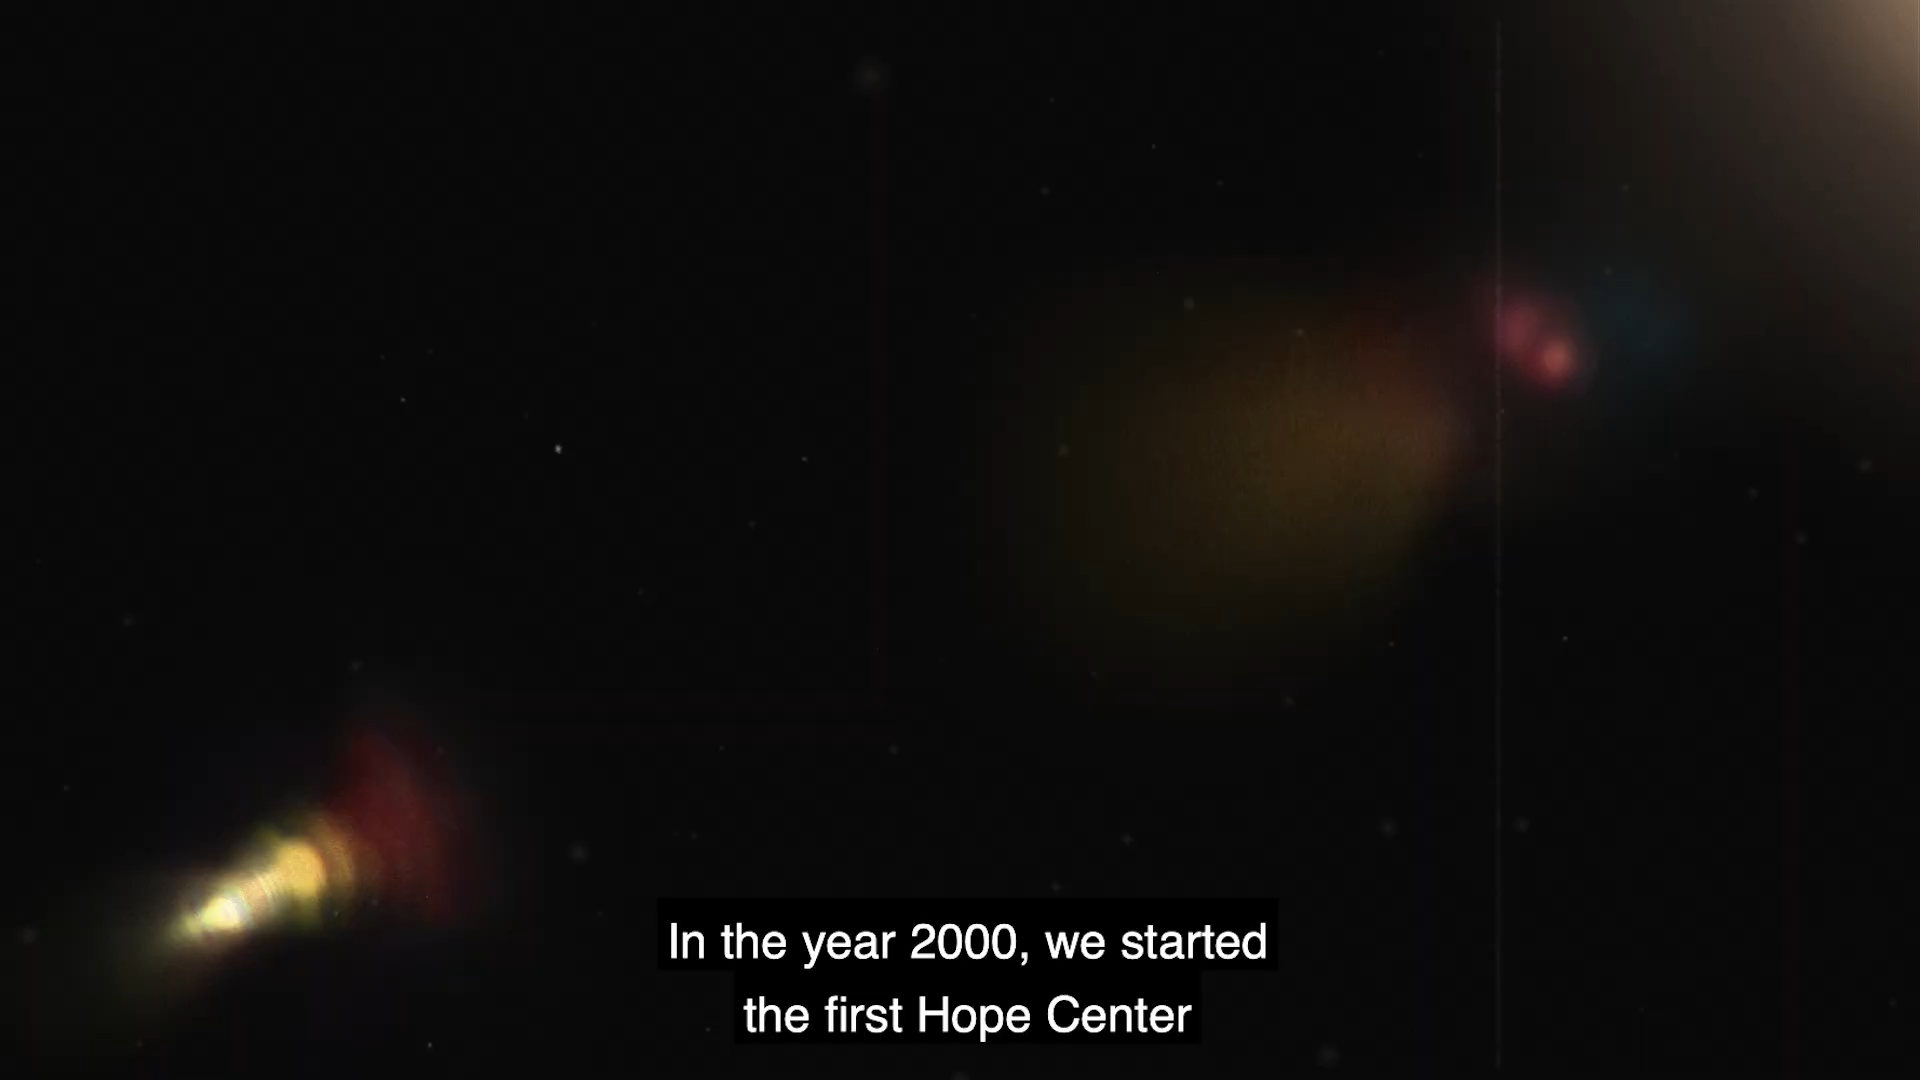 In the year 2000, we started
the first Hope Center